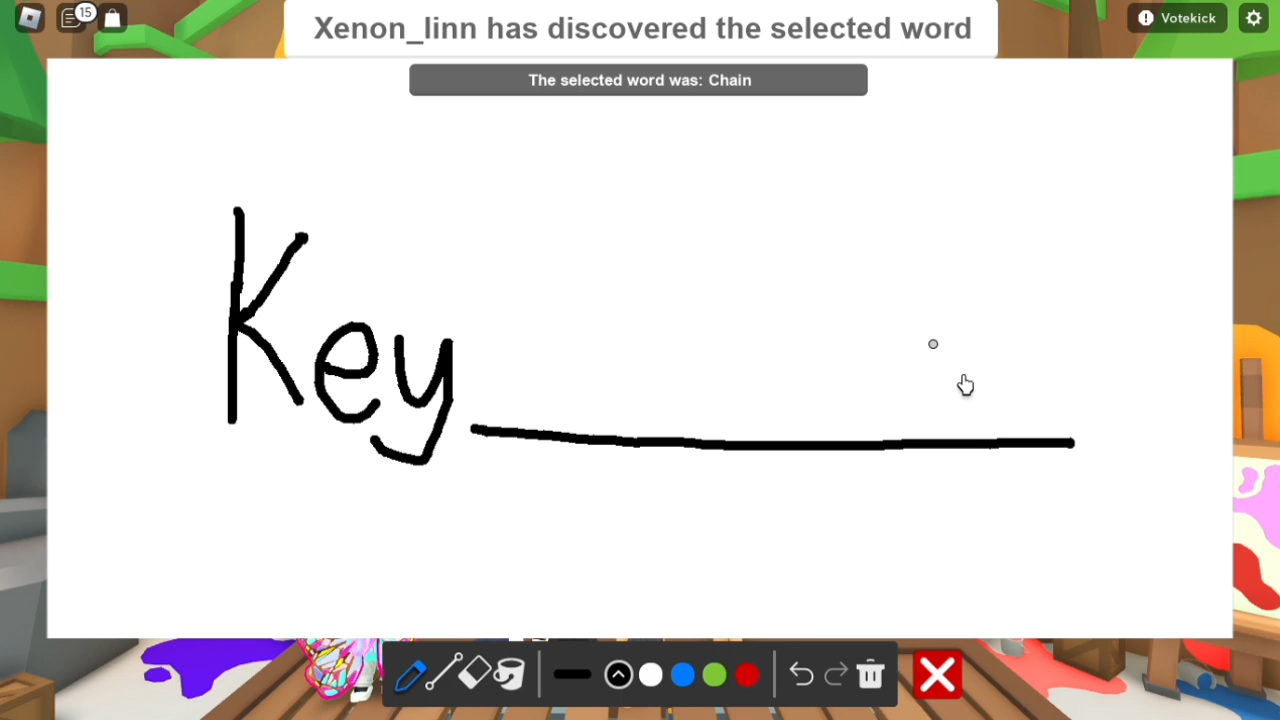 15
Xenon_linn has discovered the selected word
Votekick
The selected word was: Chain
Key